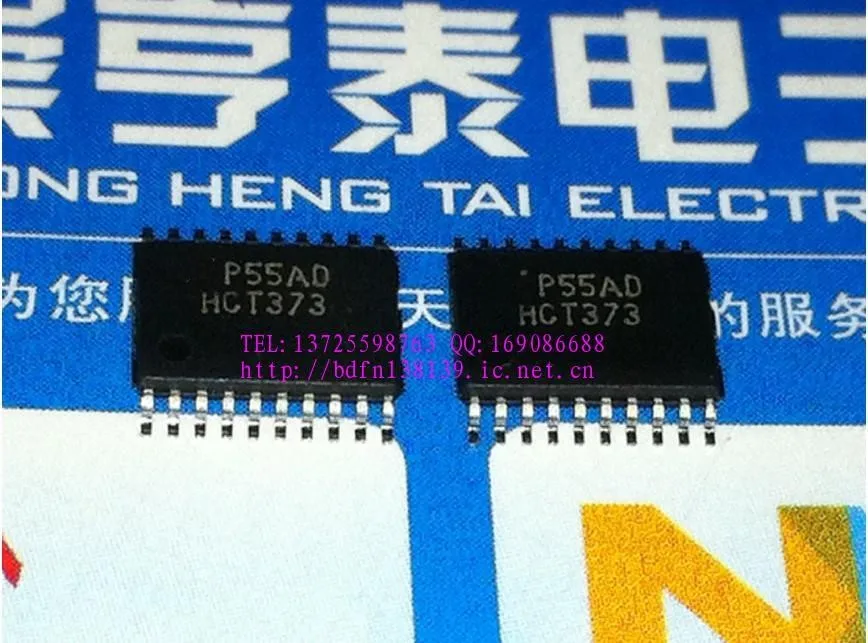 亨泰电
ONG HENG TAI ELECTR
P55AD
HCT373
P55AD
HCT373
为您
天
的服务
TEL:13725598763 QQ:169086688
http://bdfn138139.ic.net.cn
N